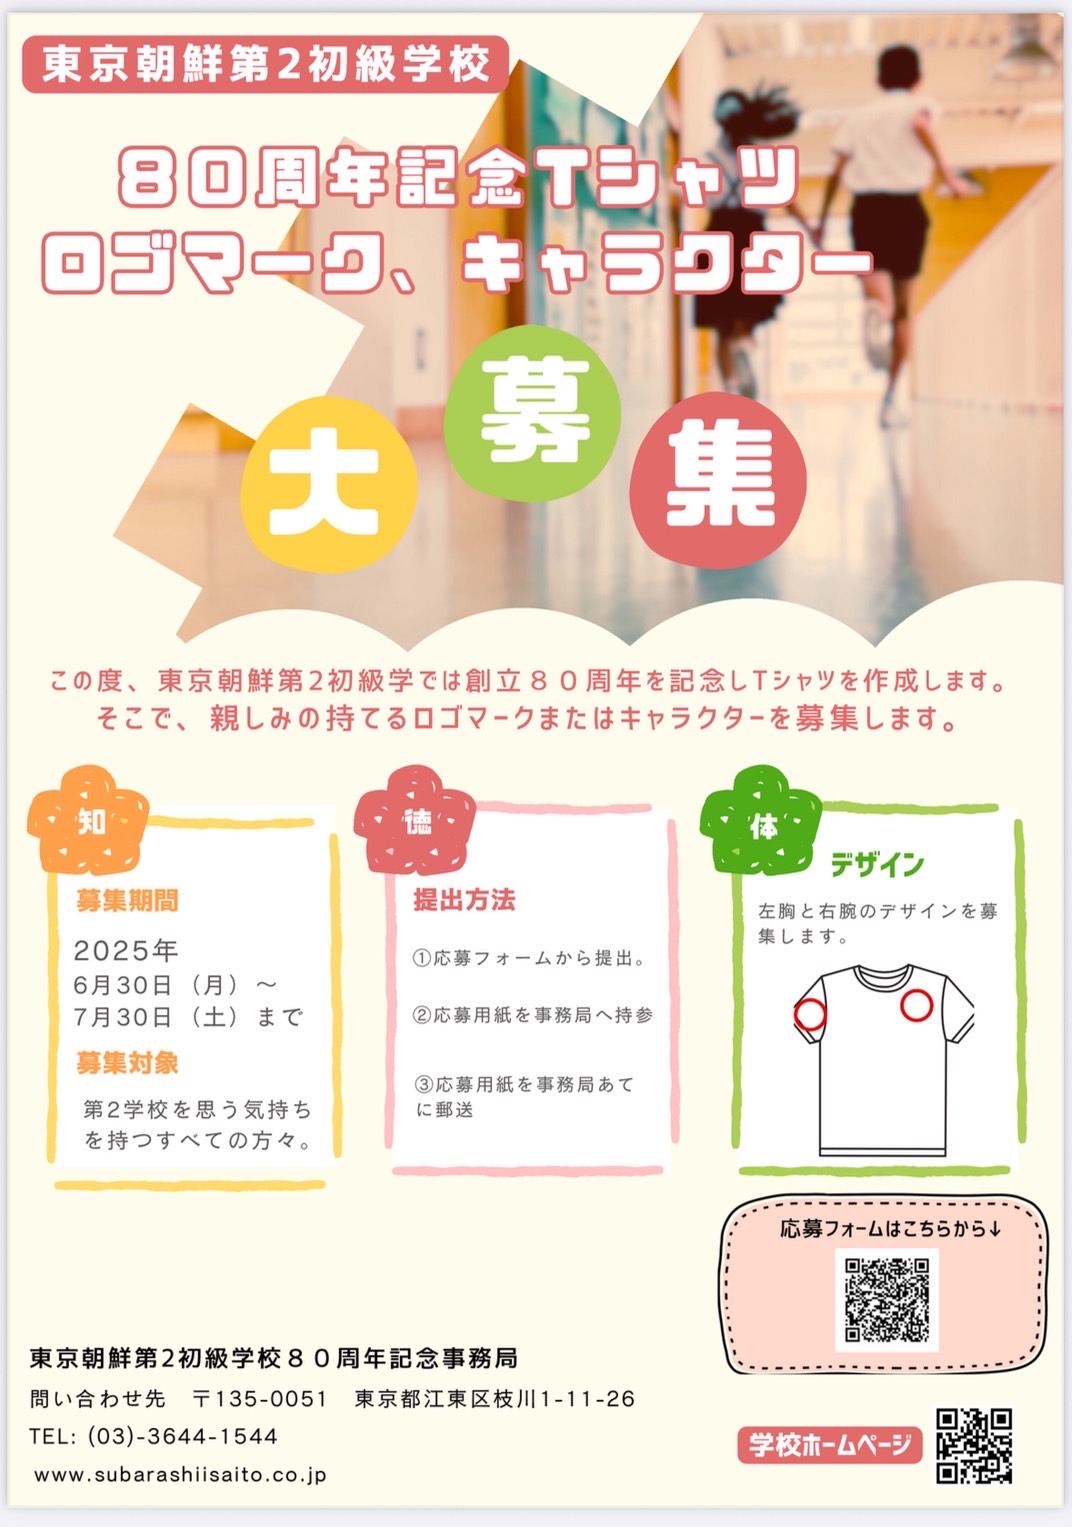 東京朝鮮第2初級学校
80周年記念Tシャツ
ロゴマーク、キャラクター
大募集
この度、東京朝鮮第2初級学では創立８０周年を記念しTシャツを作成します。
そこで、親しみの持てるロゴマークまたはキャラクターを募集します。
知
募集期間
2025年
6月30日（月）～
7月30日（土）まで
募集対象
第2学校を思う気持ち
を持つすべての方々。
徳
提出方法
①応募フォームから提出。
②応募用紙を事務局へ持参
③応募用紙を事務局あて
に郵送
体
デザイン
左胸と右腕のデザインを募
集します。
応募フォームはこちらから↓
東京朝鮮第2初級学校８０周年記念事務局
問い合わせ先　〒135-0051　東京都江東区枝川1-11-26
TEL: (03)-3644-1544
www.subarashiisaito.co.jp
学校ホームページ